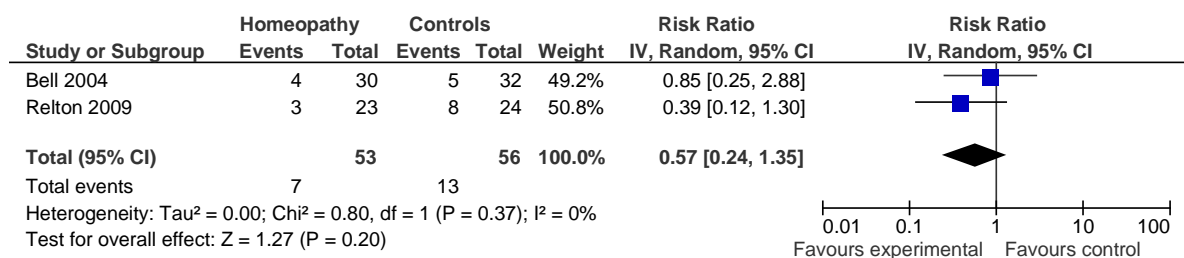 Homeopathy Controls Risk Ratio Risk Ratio
Study or Subgroup Events Total Events Total Weight IV, Random, 95% CI IV, Random, 95% CI
Bell 2004 4 30 5 32 49.2% 0.85 [0.25, 2.88]
Relton 2009 3 23 8 24 50.8% 0.39 [0.12, 1.30]
Total (95% CI) 53 56 100.0% 0.57 [0.24, 1.35]
Total events 7 13
Heterogeneity: Tau² = 0.00; Chi² = 0.80, df = 1 (P = 0.37); I² = 0%
Test for overall effect: Z = 1.27 (P = 0.20)
0.01 0.1 1 10 100
Favours experimental Favours control